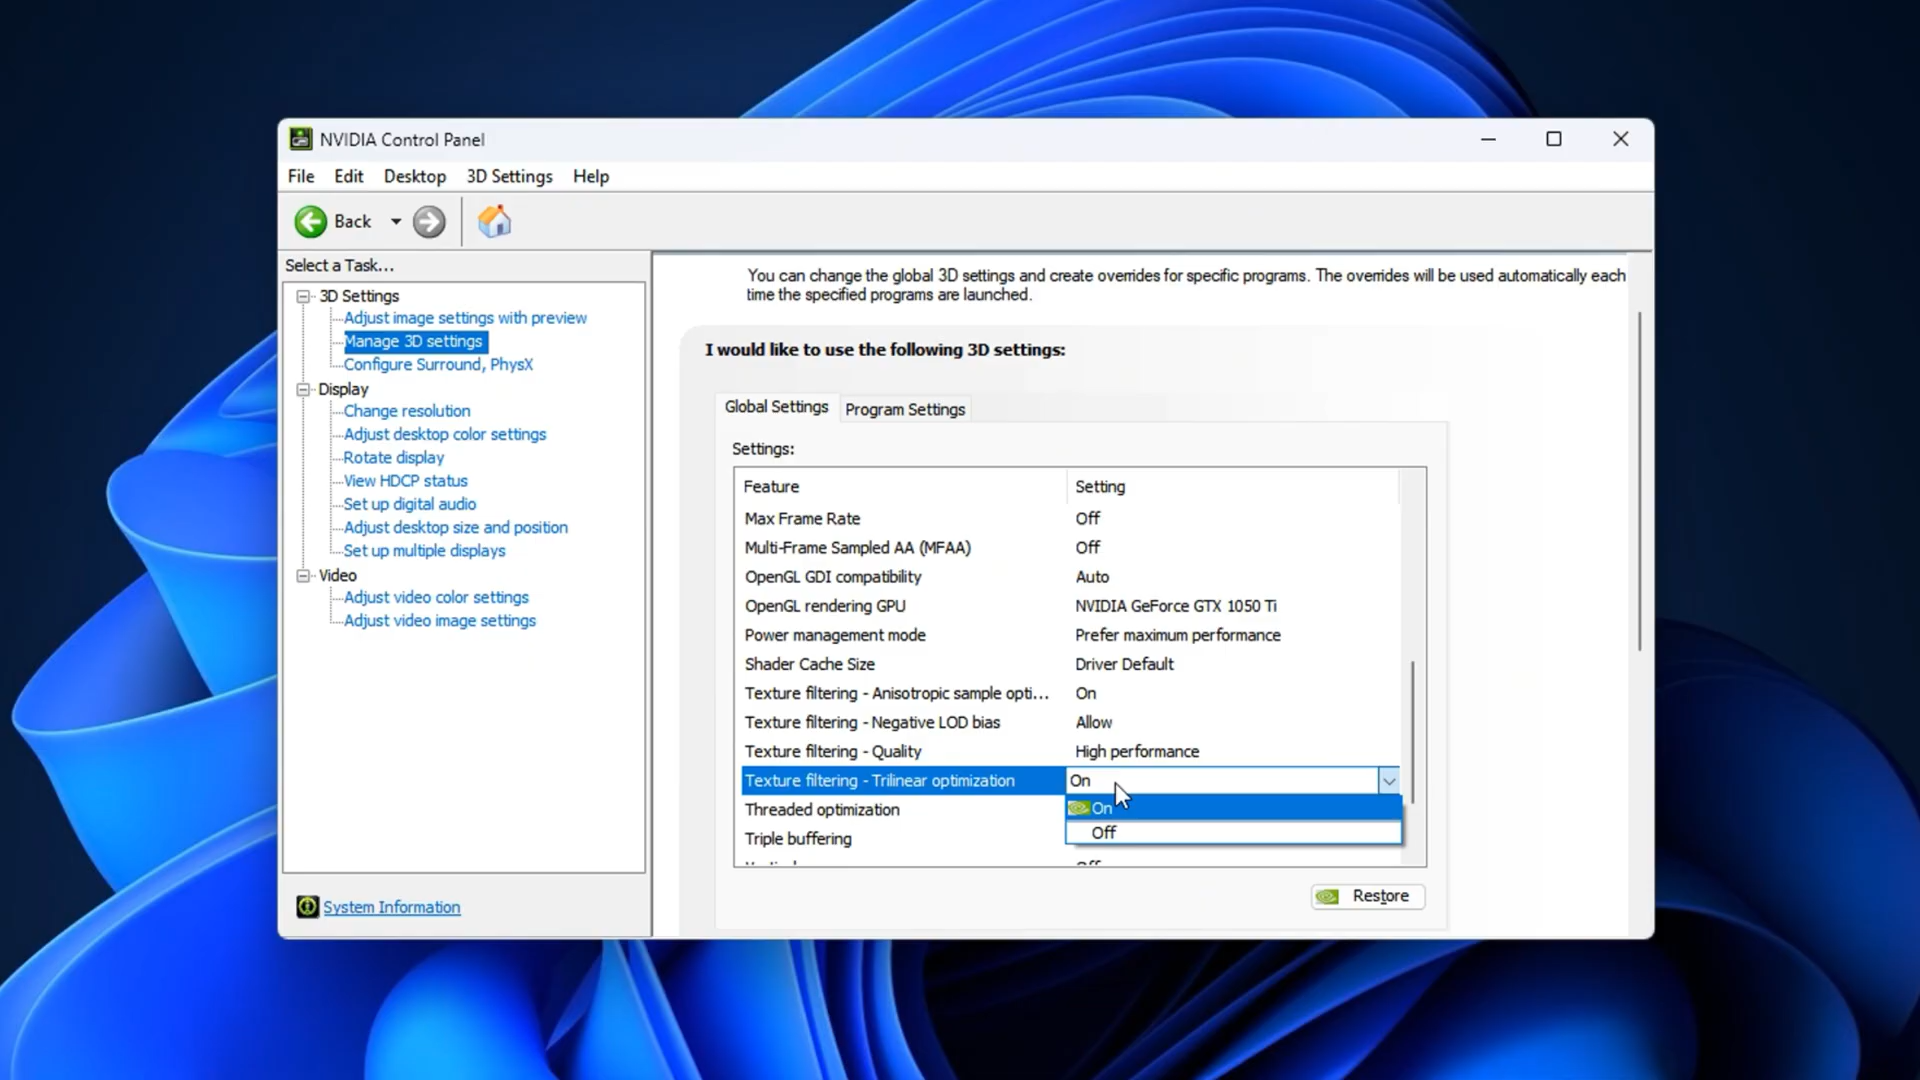 NVIDIA Control Panel
File Edit Desktop 3D Settings Help
Back
Select a Task...
3D Settings
Adjust image settings with preview
Manage 3D settings
Configure Surround, PhysX
Display
Change resolution
Adjust desktop color settings
Rotate display
View HDCP status
Set up digital audio
Adjust desktop size and position
Set up multiple displays
Video
Adjust video color settings
Adjust video image settings
System Information
You can change the global 3D settings and create overrides for specific programs. The overrides will be used automatically each
time the specified programs are launched.
I would like to use the following 3D settings:
Global Settings Program Settings
Settings:
Feature Setting
Max Frame Rate Off
Multi-Frame Sampled AA (MFAA) Off
OpenGL GDI compatibility Auto
OpenGL rendering GPU NVIDIA GeForce GTX 1050 Ti
Power management mode Prefer maximum performance
Shader Cache Size Driver Default
Texture filtering - Anisotropic sample opti... On
Texture filtering - Negative LOD bias Allow
Texture filtering - Quality High performance
Texture filtering - Trilinear optimization On
Threaded optimization On
Triple buffering Off
Restore